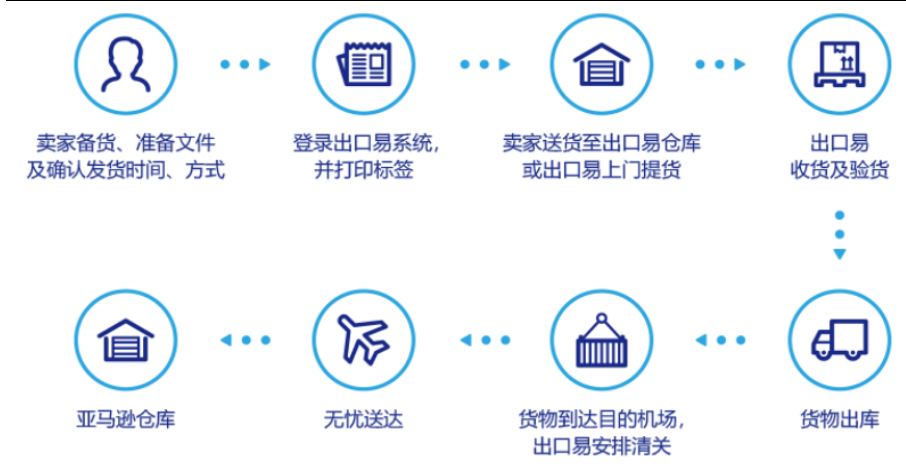 卖家备货、准备文件
及确认发货时间、方式
登录出口易系统，
并打印标签
卖家送货至出口易仓库
或出口易上门提货
出口易
收货及验货
货物出库
货物到达目的机场，
出口易安排清关
无忧送达
亚马逊仓库